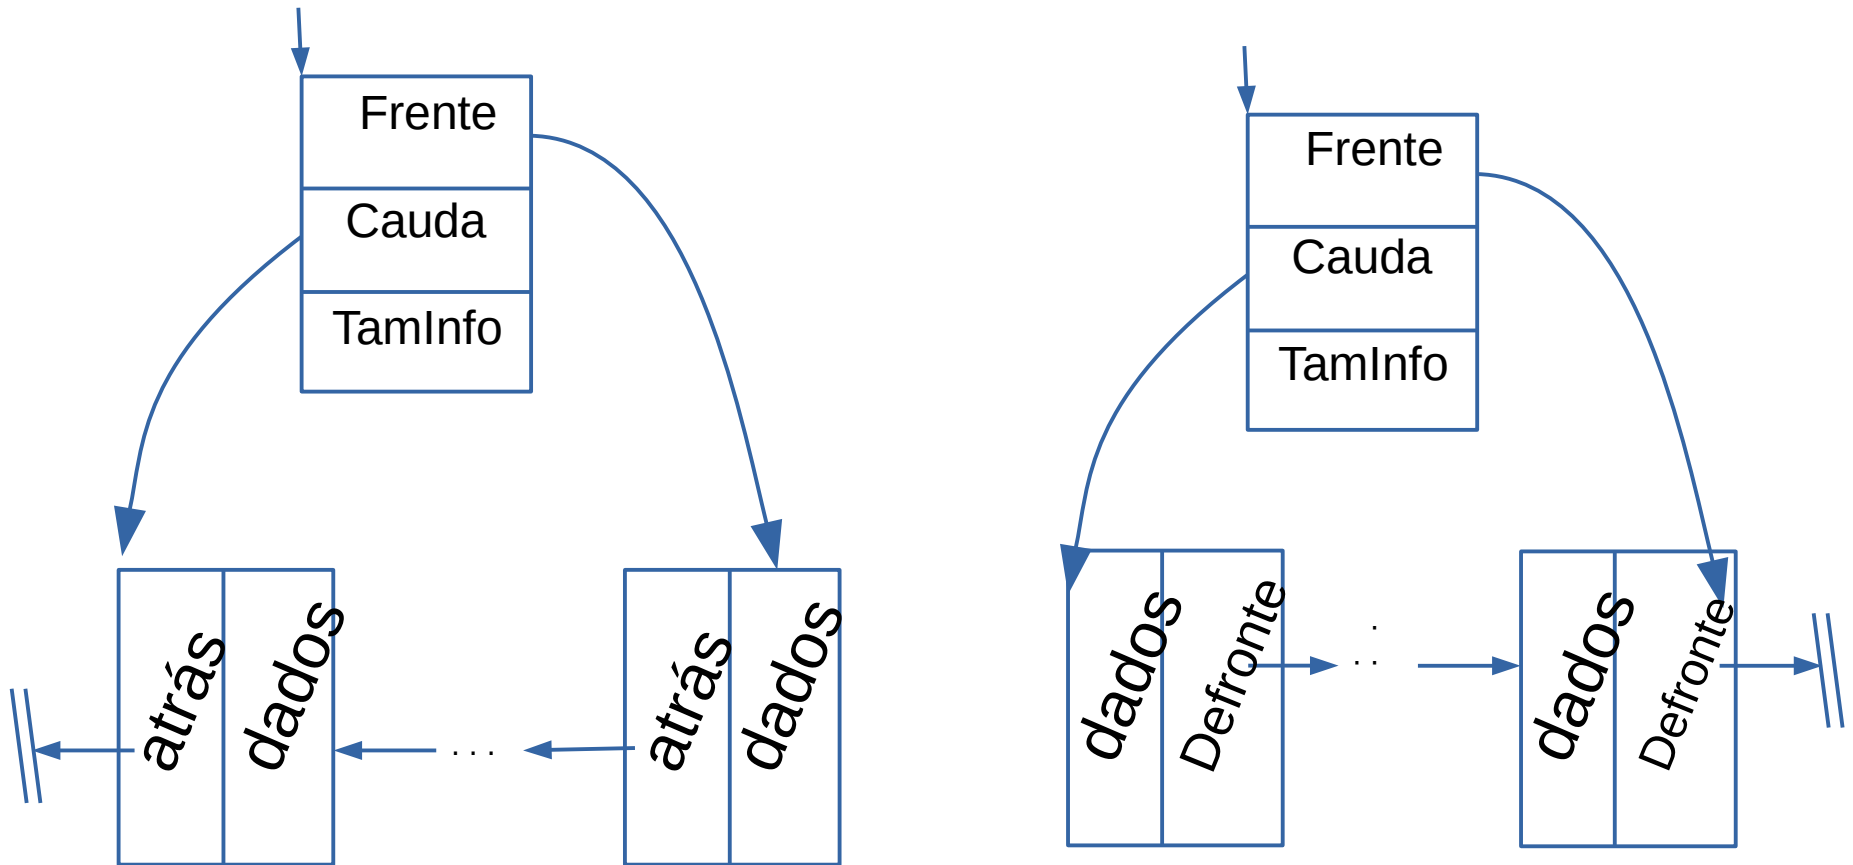 Frente
Cauda
TamInfo
atrás
dados
. . .
atrás
dados
Frente
Cauda
TamInfo
dados
Defronte
. . .
dados
Defronte